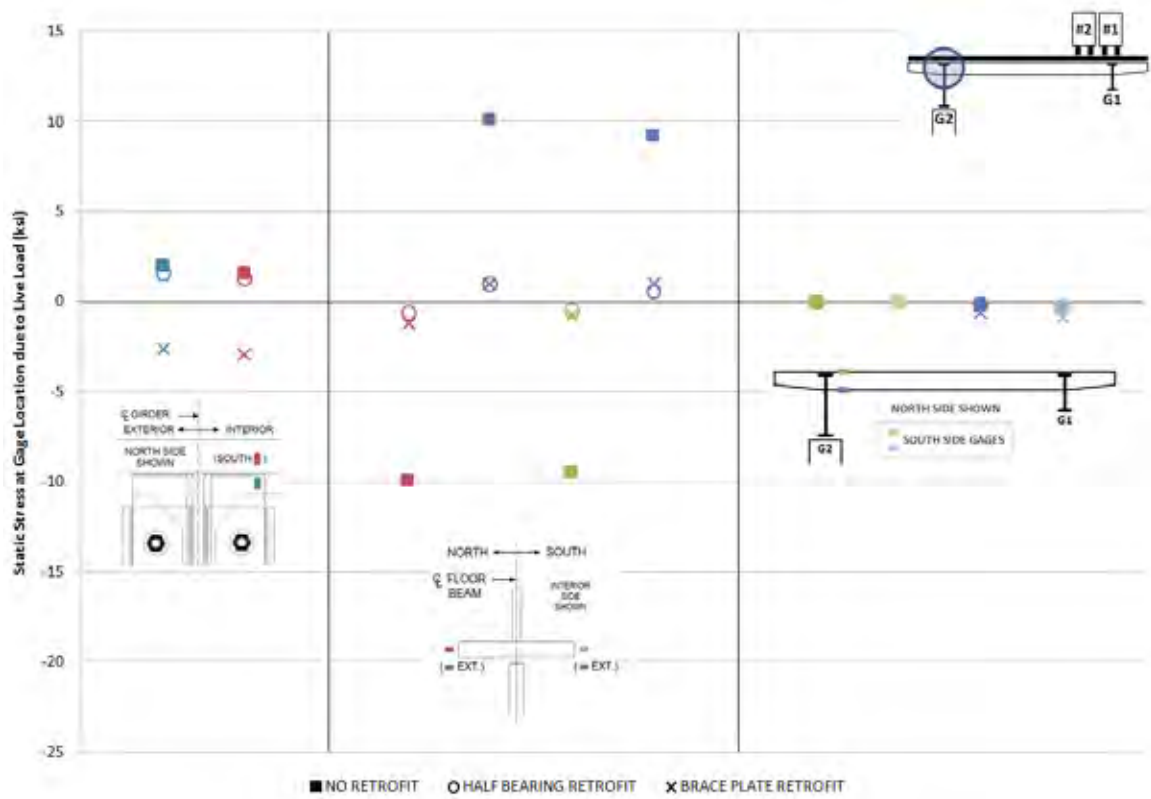 Static Stress at Gage Location due to Live Load (ksi)
15
10
5
0
-5
-10
-15
-20
-25
#2 #1
G2
G1
℄ GIRDER
EXTERIOR INTERIOR
NORTH SIDE
SHOWN
(SOUTH )
NORTH SOUTH
℄ FLOOR
BEAM
INTERIOR
SIDE
SHOWN
( EXT.) ( EXT.)
NORTH SIDE SHOWN
SOUTH SIDE GAGES
G2
G1
NO RETROFIT HALF BEARING RETROFIT BRACE PLATE RETROFIT